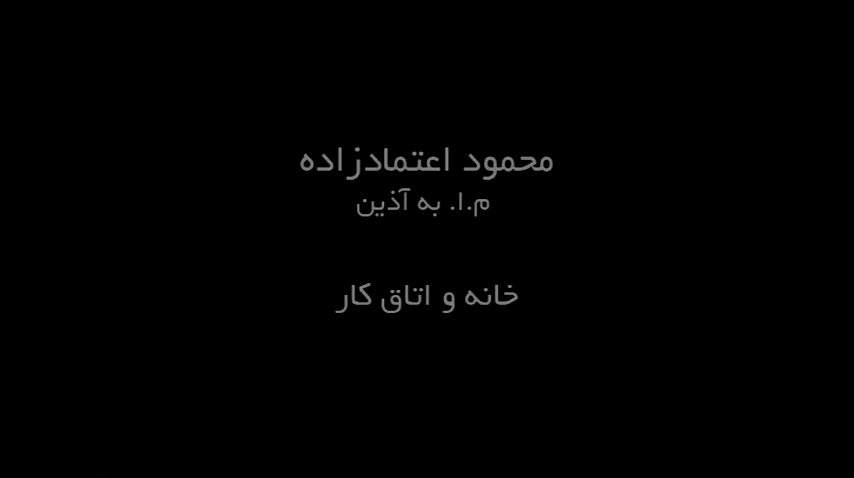 محمود اعتمادزاده
م.ا. به آذین
خانه و اتاق کار